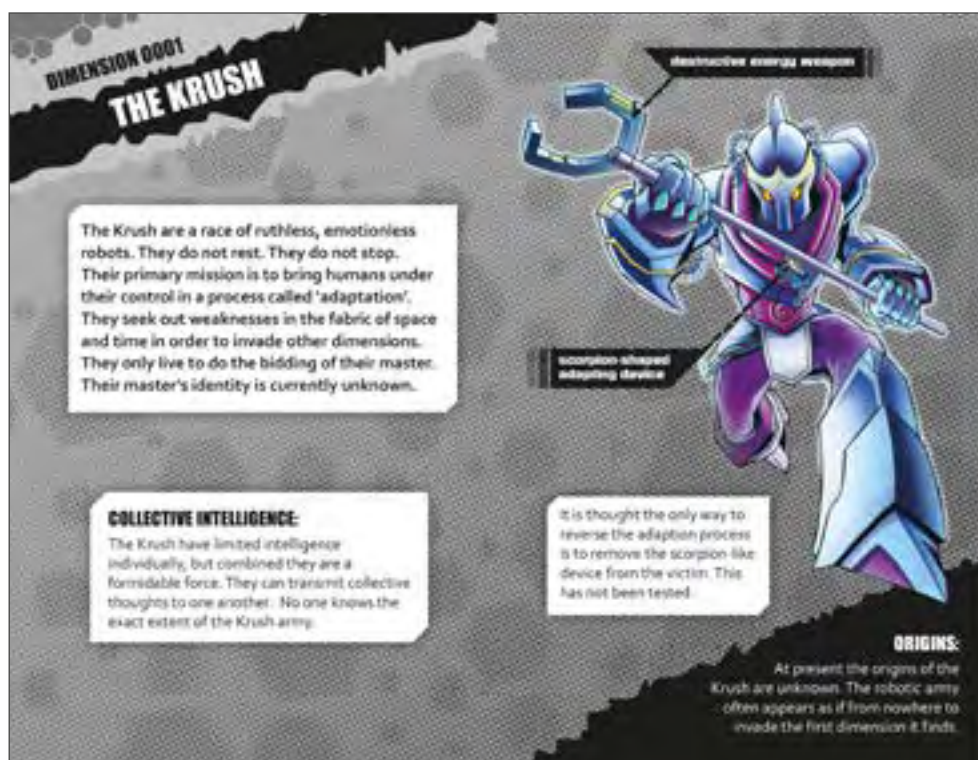 DIMENSION 0001
THE KRUSH
destructive energy weapon
The Krush are a race of ruthless, emotionless
robots. They do not rest. They do not stop.
Their primary mission is to bring humans under
their control in a process called 'adaptation'.
They seek out weaknesses in the fabric of space
and time in order to invade other dimensions.
They only live to do the bidding of their master.
Their master's identity is currently unknown.
scorpion-shaped
adapting device
COLLECTIVE INTELLIGENCE:
The Krush have limited intelligence
individually, but combined they are a
formidable force. They can transmit collective
thoughts to one another. No one knows the
exact extent of the Krush army.
It is thought the only way to
reverse the adaption process
is to remove the scorpion-like
device from the victim. This
has not been tested.
ORIGINS:
At present the origins of the
Krush are unknown. The robotic army
often appears as if from nowhere to
invade the first dimension it finds.